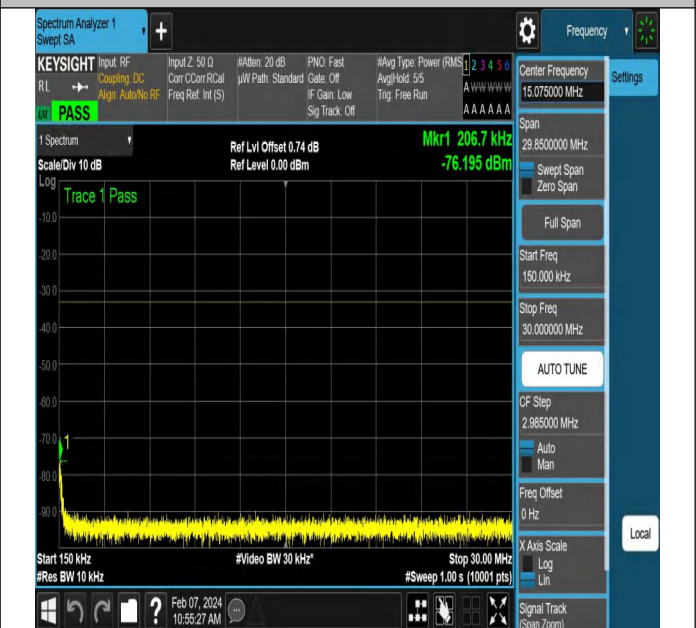 Spectrum Analyzer 1
Swept SA
+
Frequency
KEYSIGHT
RL
PASS
Input: RF
Coupling: DC
Align: Auto/No RF
Input Z: 50 Ω
Corr CCorr RCal
Freq Ref: Int (S)
#Atten: 20 dB
µW Path: Standard
PNO: Fast
Gate: Off
IF Gain: Low
Sig Track: Off
#Avg Type: Power (RMS
Avg|Hold: 5/5
Trig: Free Run
1 2 3 4 5 6
A W W W W W
A A A A A A
1 Spectrum
Scale/Div 10 dB
Ref Lvl Offset 0.74 dB
Ref Level 0.00 dBm
Mkr1 206.7 kHz
-76.195 dBm
Log
Trace 1 Pass
-10.0
-20.0
-30.0
-40.0
-50.0
-60.0
-70.0
1
-80.0
-90.0
Start 150 kHz
#Video BW 30 kHz*
Stop 30.00 MHz
#Res BW 10 kHz
#Sweep 1.00 s (10001 pts)
?
Feb 07, 2024
10:55:27 AM
Center Frequency
15.075000 MHz
Settings
Span
29.8500000 MHz
Swept Span
Zero Span
Full Span
Start Freq
150.000 kHz
Stop Freq
30.000000 MHz
AUTO TUNE
CF Step
2.985000 MHz
Auto
Man
Freq Offset
0 Hz
Local
X Axis Scale
Log
Lin
Signal Track
(Span Zoom)